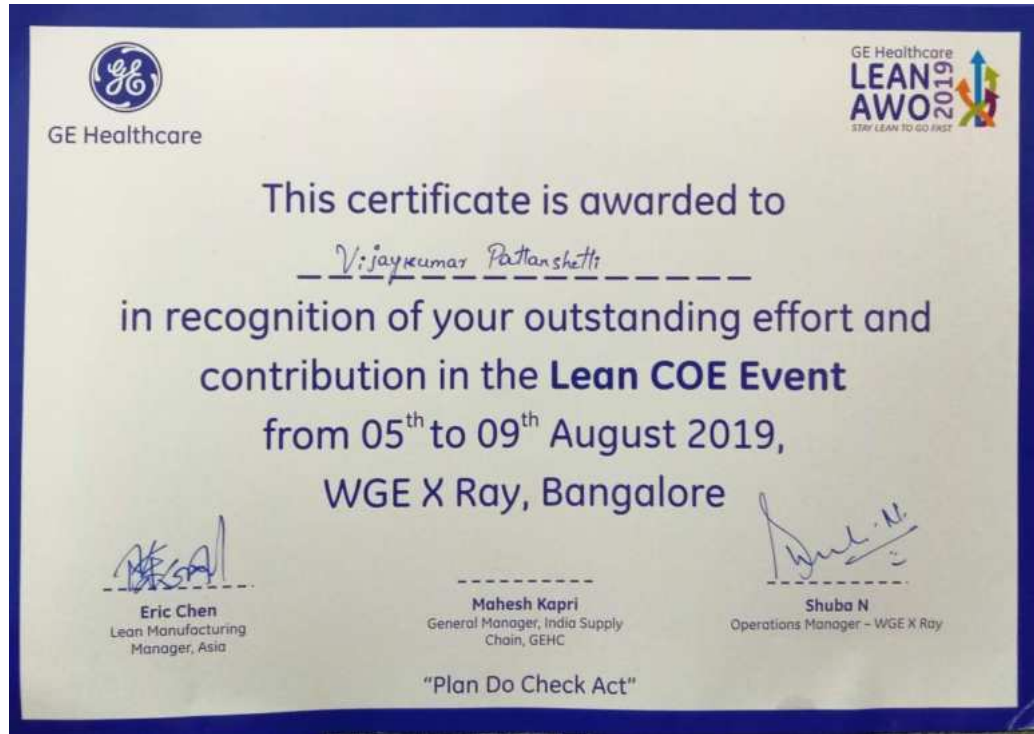 GE
GE Healthcare
GE Healthcare
LEAN
AWO
2019
STAY LEAN TO GO FAST
This certificate is awarded to
Vijaykumar Pattanshetti
in recognition of your outstanding effort and
contribution in the Lean COE Event
from 05th to 09th August 2019,
WGE X Ray, Bangalore
Eric Chen
Lean Manufacturing
Manager, Asia
Mahesh Kapri
General Manager, India Supply
Chain, GEHC
Shuba N
Operations Manager – WGE X Ray
"Plan Do Check Act"